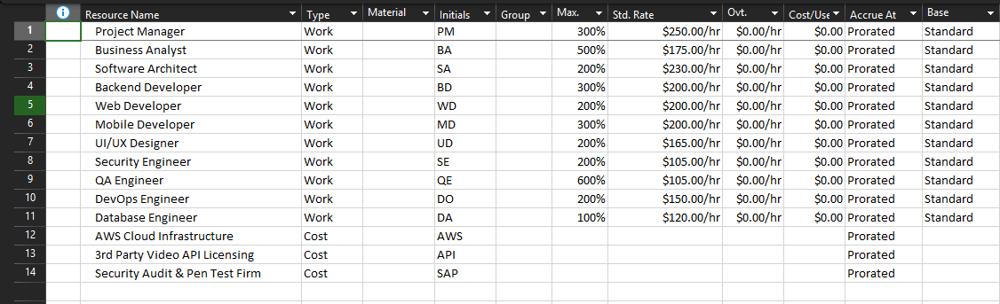 Resource Name Type Material Initials Group Max. Std. Rate Ovt. Cost/Use Accrue At Base
1 Project Manager Work PM 300% $250.00/hr $0.00/hr $0.00 Prorated Standard
2 Business Analyst Work BA 500% $175.00/hr $0.00/hr $0.00 Prorated Standard
3 Software Architect Work SA 200% $230.00/hr $0.00/hr $0.00 Prorated Standard
4 Backend Developer Work BD 300% $200.00/hr $0.00/hr $0.00 Prorated Standard
5 Web Developer Work WD 200% $200.00/hr $0.00/hr $0.00 Prorated Standard
6 Mobile Developer Work MD 300% $200.00/hr $0.00/hr $0.00 Prorated Standard
7 UI/UX Designer Work UD 200% $165.00/hr $0.00/hr $0.00 Prorated Standard
8 Security Engineer Work SE 200% $105.00/hr $0.00/hr $0.00 Prorated Standard
9 QA Engineer Work QE 600% $105.00/hr $0.00/hr $0.00 Prorated Standard
10 DevOps Engineer Work DO 200% $150.00/hr $0.00/hr $0.00 Prorated Standard
11 Database Engineer Work DA 100% $120.00/hr $0.00/hr $0.00 Prorated Standard
12 AWS Cloud Infrastructure Cost AWS Prorated
13 3rd Party Video API Licensing Cost API Prorated
14 Security Audit & Pen Test Firm Cost SAP Prorated